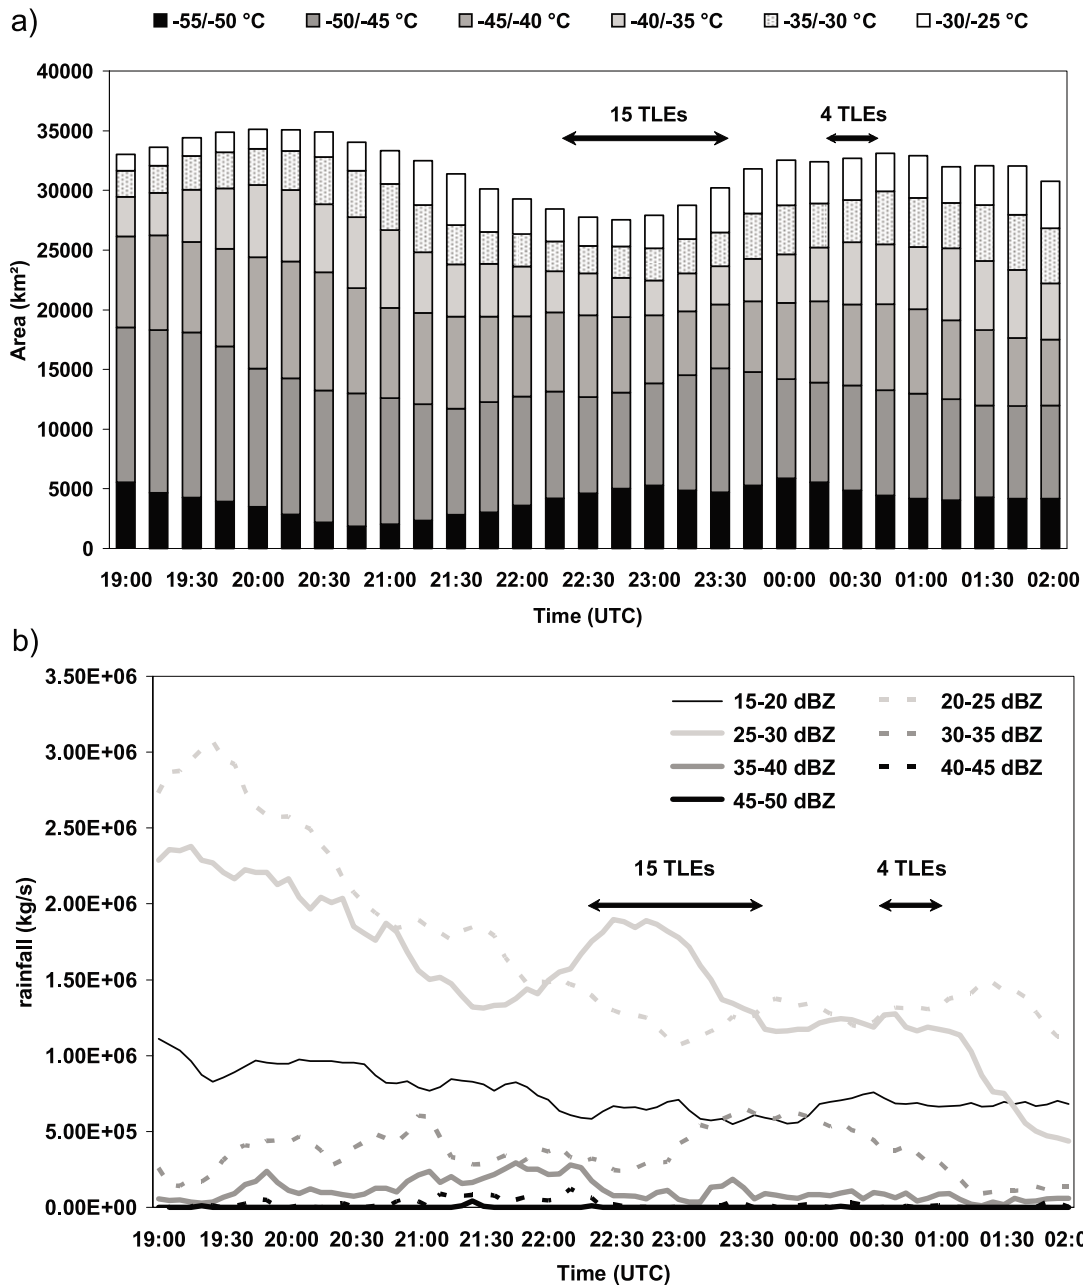 a)
-55/-50 °C -50/-45 °C -45/-40 °C -40/-35 °C -35/-30 °C -30/-25 °C
40000
35000
30000
25000
20000
15000
10000
5000
0
Area (km²)
15 TLEs 4 TLEs
19:00 19:30 20:00 20:30 21:00 21:30 22:00 22:30 23:00 23:30 00:00 00:30 01:00 01:30 02:00
Time (UTC)
b)
3.50E+06
3.00E+06
2.50E+06
2.00E+06
1.50E+06
1.00E+06
5.00E+05
0.00E+00
rainfall (kg/s)
15-20 dBZ 20-25 dBZ
25-30 dBZ 30-35 dBZ
35-40 dBZ 40-45 dBZ
45-50 dBZ
15 TLEs 4 TLEs
19:00 19:30 20:00 20:30 21:00 21:30 22:00 22:30 23:00 23:30 00:00 00:30 01:00 01:30 02:0
Time (UTC)